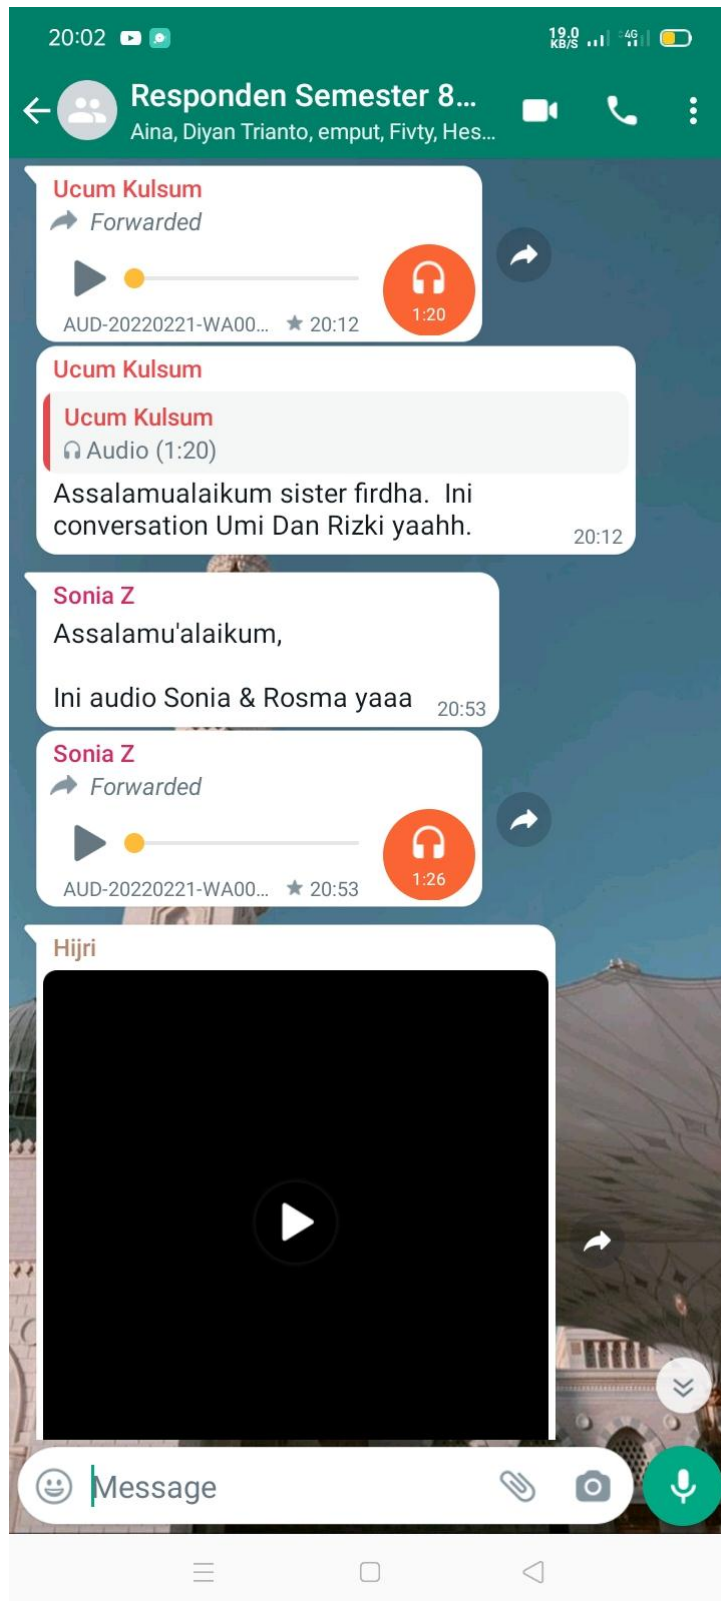 20:02
19.0
KB/S
4G
Responden Semester 8...
Aina, Diyan Trianto, emput, Fivty, Hes...
Ucum Kulsum
Forwarded
1:20
AUD-20220221-WA00... ★ 20:12
Ucum Kulsum
Ucum Kulsum
Audio (1:20)
Assalamualaikum sister firdha.  Ini
conversation Umi Dan Rizki yaahh.
20:12
Sonia Z
Assalamu'alaikum,
Ini audio Sonia & Rosma yaaa
20:53
Sonia Z
Forwarded
1:26
AUD-20220221-WA00... ★ 20:53
Hijri
Message